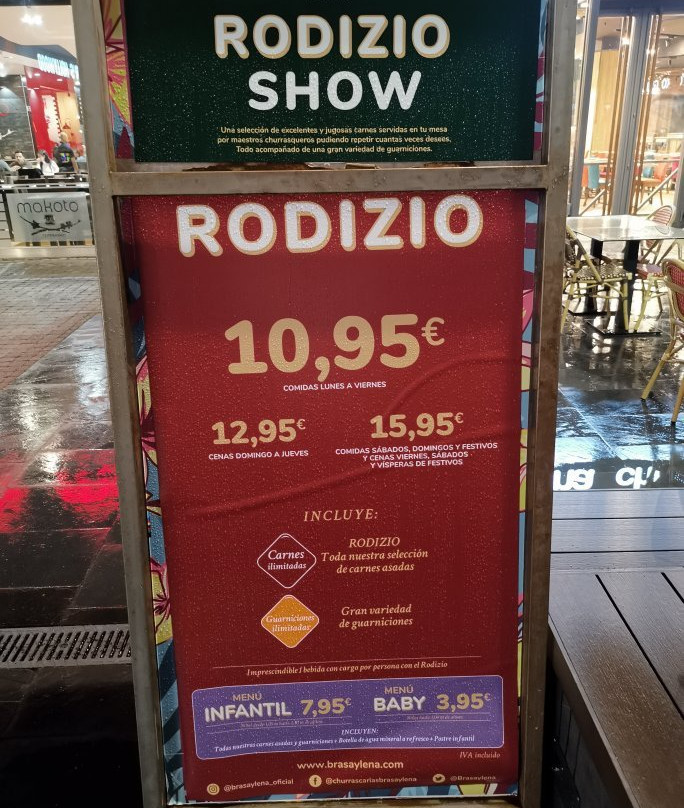 RODIZIO
SHOW
Una selección de excelentes y jugosas carnes servidas en tu mesa
por maestros churrasqueros pudiendo repetir cuantas veces desees.
Todo acompañado de una gran variedad de guarniciones.
makoto
RODIZIO
10,95€
COMIDAS LUNES A VIERNES
12,95€
CENAS DOMINGO A JUEVES
15,95€
COMIDAS SÁBADOS, DOMINGOS Y FESTIVOS
Y CENAS VIERNES, SÁBADOS
Y VÍSPERAS DE FESTIVOS
INCLUYE:
Carnes
ilimitadas
RODIZIO
Toda nuestra selección
de carnes asadas
Guarniciones
ilimitadas
Gran variedad
de guarniciones
Imprescindible 1 bebida con cargo por persona con el Rodizio
MENÚ
INFANTIL 7,95€
MENÚ
BABY 3,95€
INCLUYEN:
Todas nuestras carnes asadas y guarniciones + Botella de agua mineral o refresco + Postre infantil
IVA incluido
www.brasaylena.com
@brasaylena_oficial
@churrascariasbrasaylena
@Brasaylena